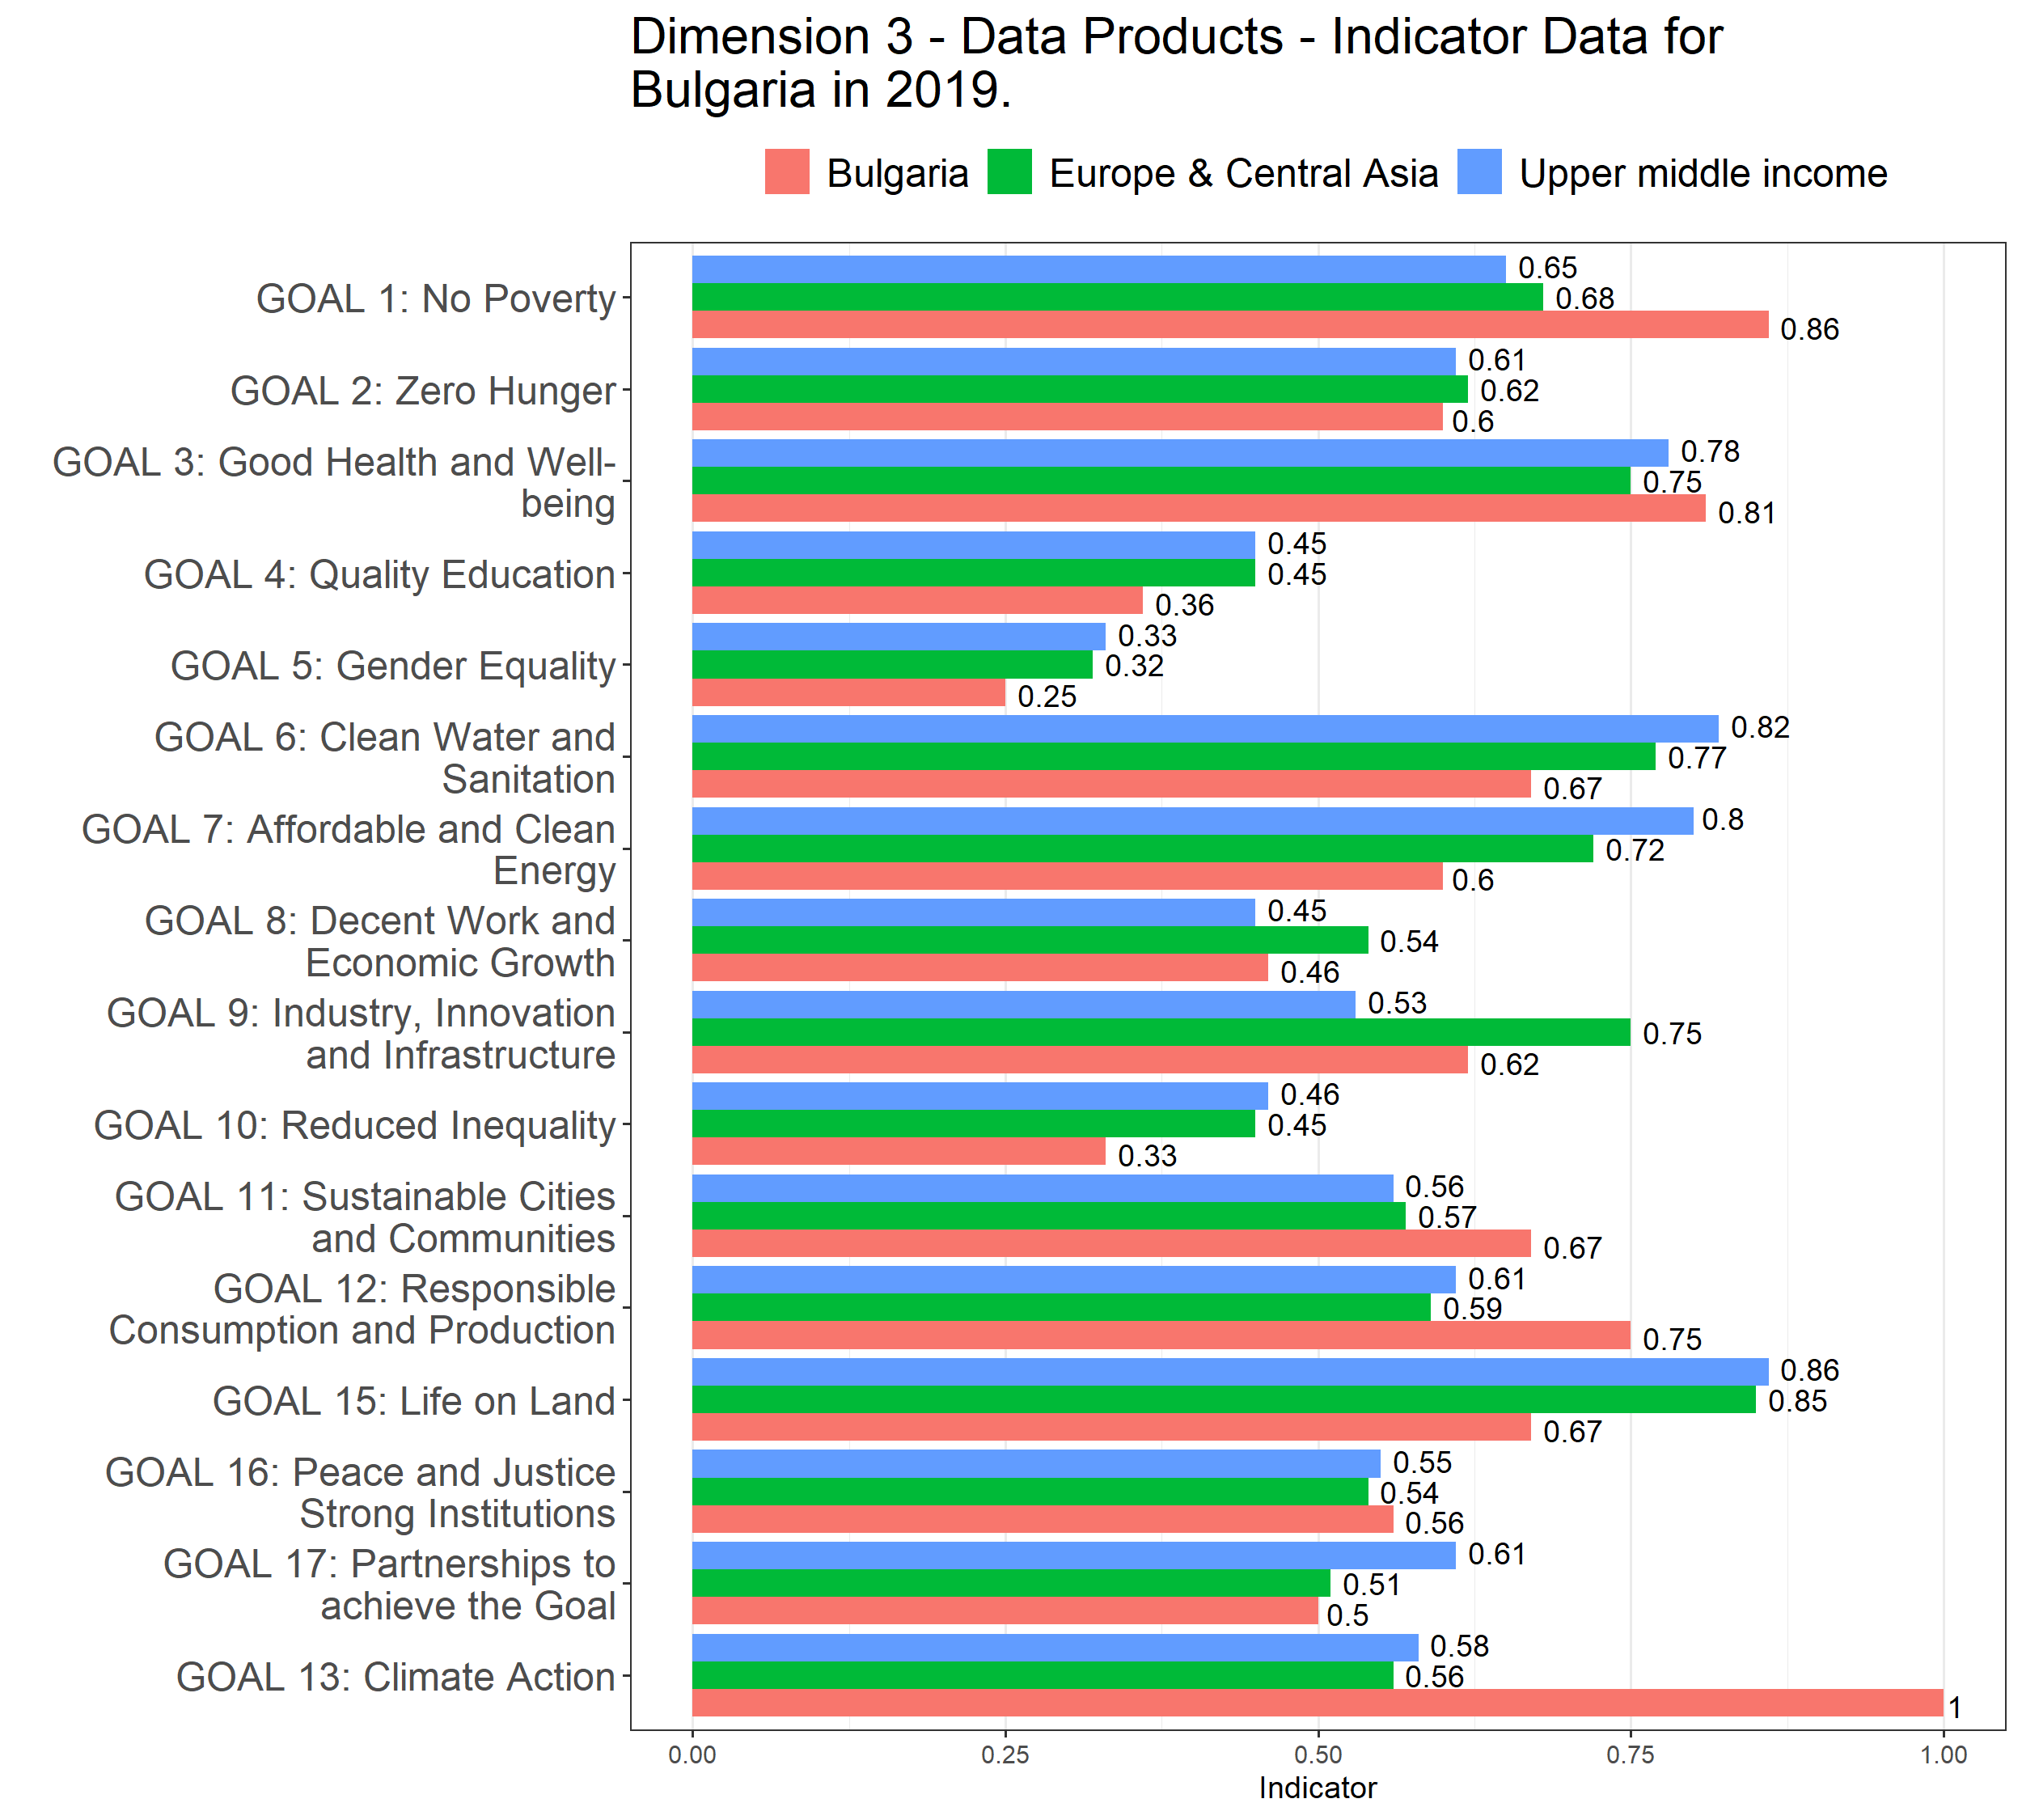 Dimension 3 - Data Products - Indicator Data for
Bulgaria in 2019.
Bulgaria
Europe & Central Asia
Upper middle income
GOAL 1: No Poverty
0.65
0.68
0.86
GOAL 2: Zero Hunger
0.61
0.62
0.6
GOAL 3: Good Health and Well-
being
0.78
0.75
0.81
GOAL 4: Quality Education
0.45
0.45
0.36
GOAL 5: Gender Equality
0.33
0.32
0.25
GOAL 6: Clean Water and
Sanitation
0.82
0.77
0.67
GOAL 7: Affordable and Clean
Energy
0.8
0.72
0.6
GOAL 8: Decent Work and
Economic Growth
0.45
0.54
0.46
GOAL 9: Industry, Innovation
and Infrastructure
0.53
0.75
0.62
GOAL 10: Reduced Inequality
0.46
0.45
0.33
GOAL 11: Sustainable Cities
and Communities
0.56
0.57
0.67
GOAL 12: Responsible
Consumption and Production
0.61
0.59
0.75
GOAL 15: Life on Land
0.86
0.85
0.67
GOAL 16: Peace and Justice
Strong Institutions
0.55
0.54
0.56
GOAL 17: Partnerships to
achieve the Goal
0.61
0.51
0.5
GOAL 13: Climate Action
0.58
0.56
1
0.00 0.25 0.50 0.75 1.00
Indicator